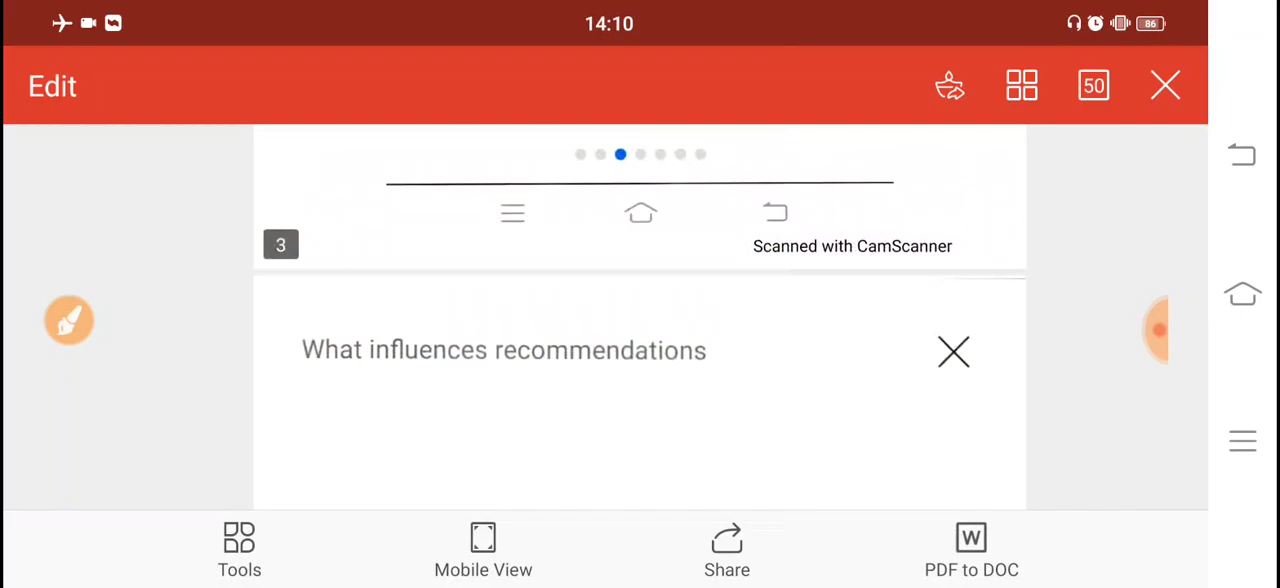 14:10
86
Edit
50
3
Scanned with CamScanner
What influences recommendations
Tools
Mobile View
Share
W
PDF to DOC